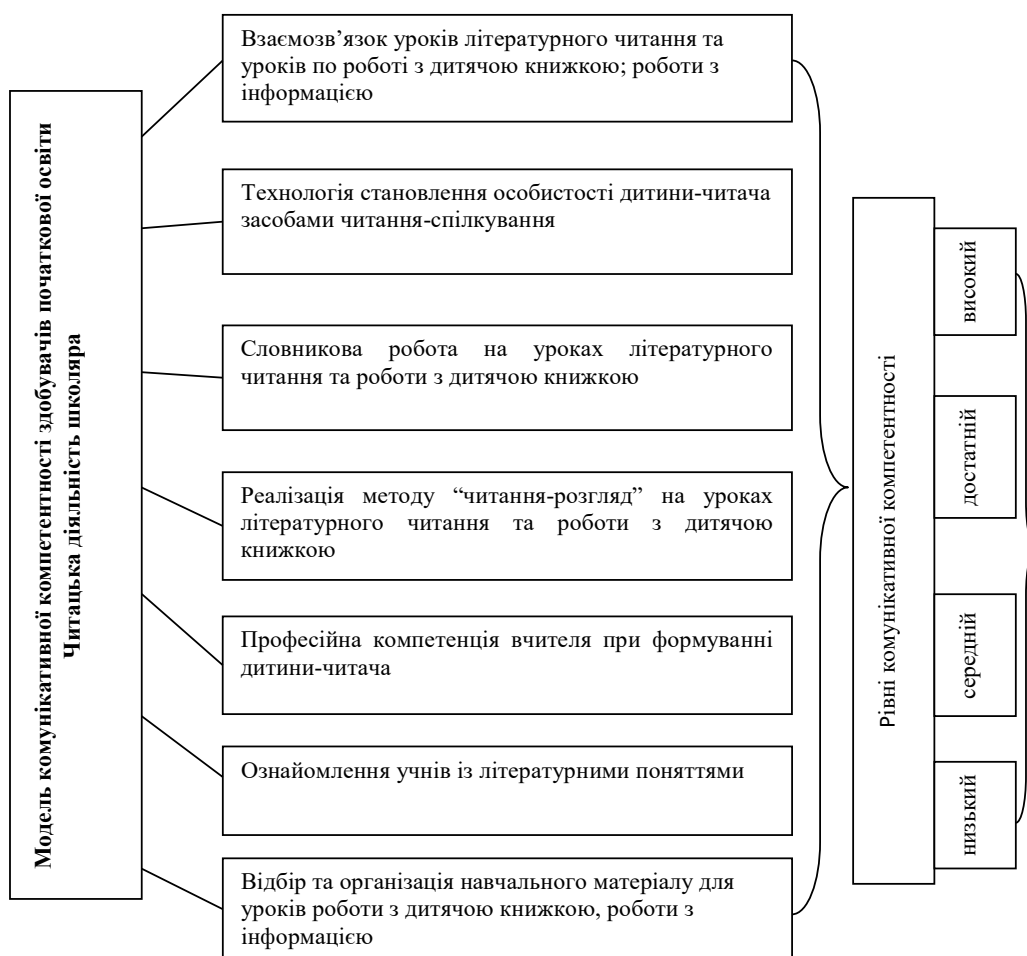 Модель комунікативної компетентності здобувачів початкової освіти
Читацька діяльність школяра
Взаємозв’язок уроків літературного читання та
уроків по роботі з дитячою книжкою; роботи з
інформацією
Технологія становлення особистості дитини-читача
засобами читання-спілкування
Словникова робота на уроках літературного
читання та роботи з дитячою книжкою
Реалізація методу “читання-розгляд” на уроках
літературного читання та роботи з дитячою
книжкою
Професійна компетенція вчителя при формуванні
дитини-читача
Ознайомлення учнів із літературними поняттями
Відбір та організація навчального матеріалу для
уроків роботи з дитячою книжкою, роботи з
інформацією
Рівні комунікативної компетентності
високий
достатній
середній
низький